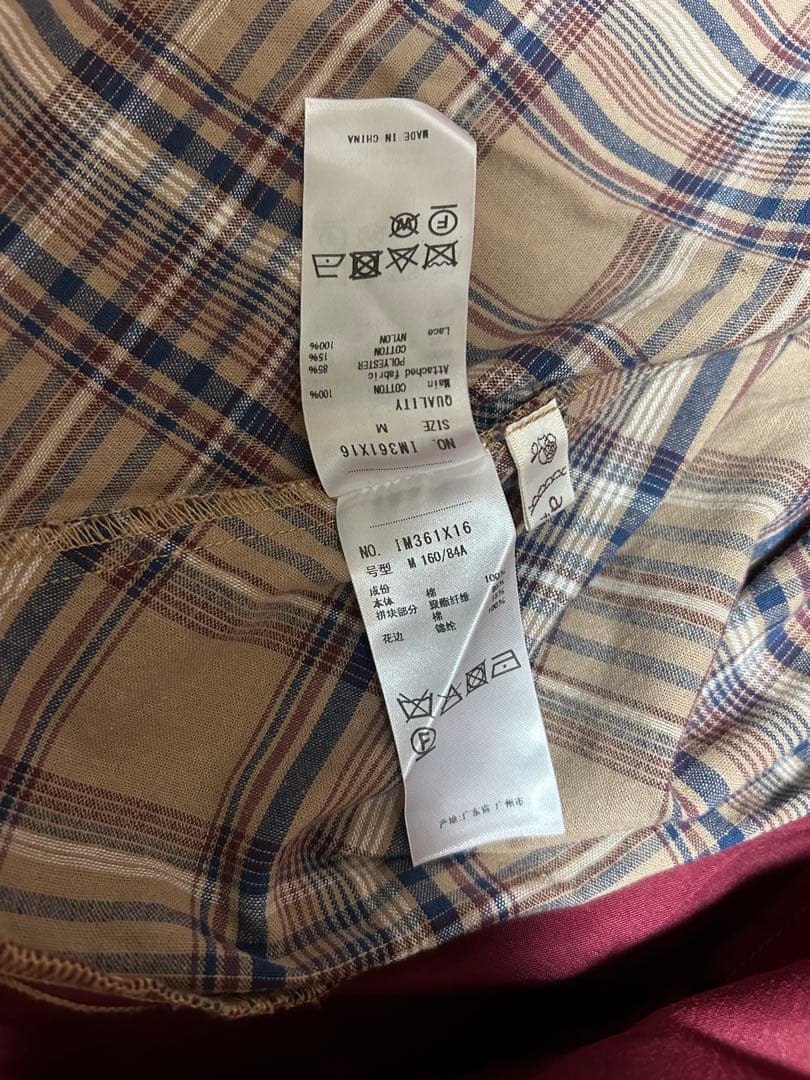 NO. IM361X16
SIZE M
QUALITY
Main COTTON 100%
Attached fabric
POLYESTER 85%
COTTON 15%
NYLON 100%
Lace
MADE IN CHINA
NO. IM361X16
号型 M 160/84A
成份
本体 棉 100%
拼块部分 聚酯纤维
棉
花边 锦纶 100%
产地:广东省 广州市